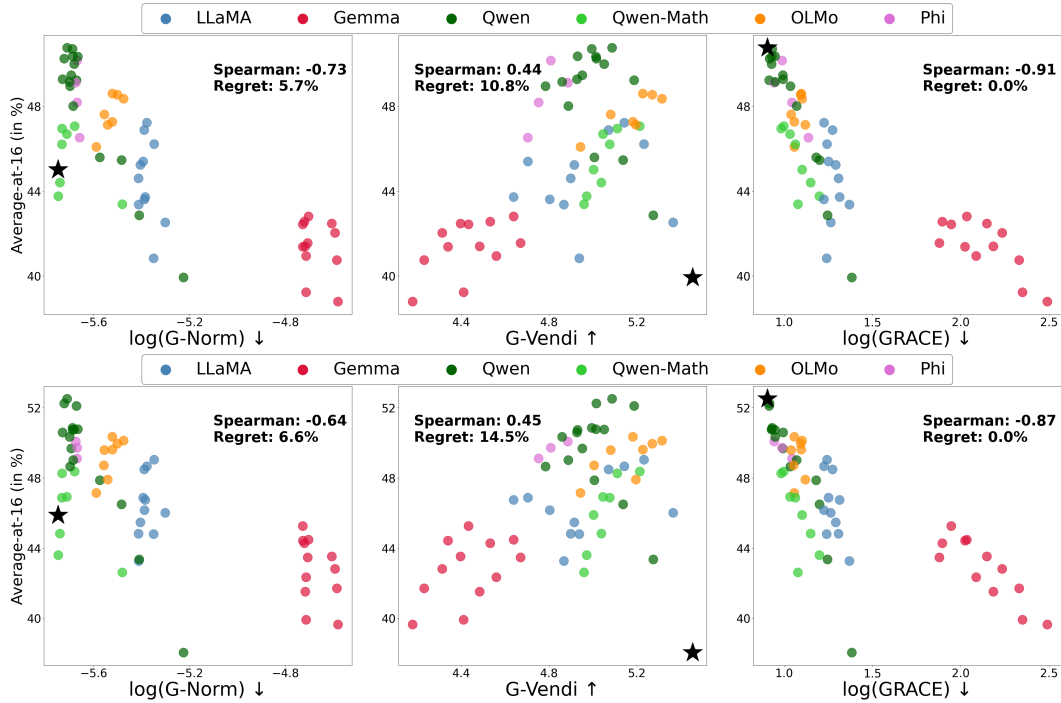 LLaMA Gemma Qwen Qwen-Math OLMo Phi
Average-at-16 (in %)
48
44
40
Spearman: -0.73
Regret: 5.7%
−5.6 −5.2 −4.8
log(G-Norm) ↓
Spearman: 0.44
Regret: 10.8%
4.4 4.8 5.2
G-Vendi ↑
Spearman: -0.91
Regret: 0.0%
1.0 1.5 2.0 2.5
log(GRACE) ↓
LLaMA Gemma Qwen Qwen-Math OLMo Phi
Average-at-16 (in %)
52
48
44
40
Spearman: -0.64
Regret: 6.6%
−5.6 −5.2 −4.8
log(G-Norm) ↓
Spearman: 0.45
Regret: 14.5%
4.4 4.8 5.2
G-Vendi ↑
Spearman: -0.87
Regret: 0.0%
1.0 1.5 2.0 2.5
log(GRACE) ↓